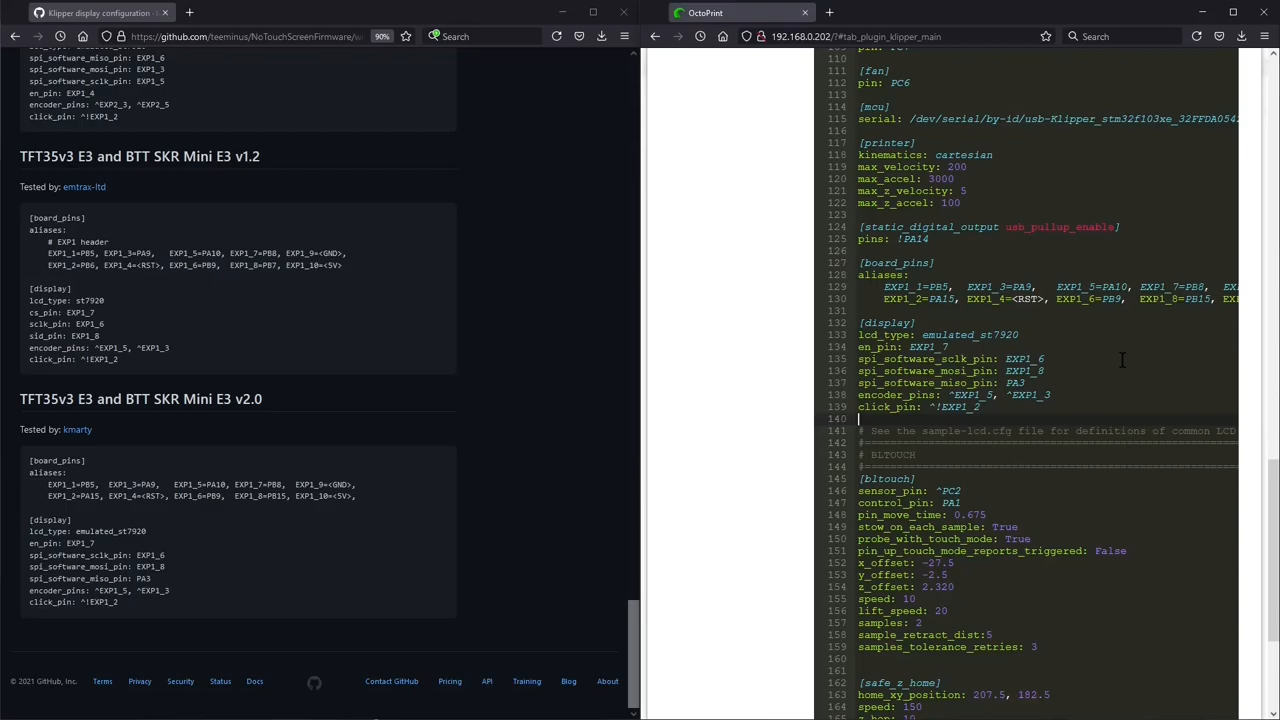 Klipper display configuration
https://github.com/teeminus/NoTouchScreenFirmware/w
90%
Search
spi_software_miso_pin: EXP1_6
spi_software_mosi_pin: EXP1_3
spi_software_sclk_pin: EXP1_5
en_pin: EXP1_4
encoder_pins: ^EXP2_3, ^EXP2_5
click_pin: ^!EXP1_2
TFT35v3 E3 and BTT SKR Mini E3 v1.2
Tested by: emtrax-ltd
[board_pins]
aliases:
# EXP1 header
EXP1_1=PB5, EXP1_3=PA9, EXP1_5=PA10, EXP1_7=PB8, EXP1_9=<GND>,
EXP1_2=PB6, EXP1_4=<RST>, EXP1_6=PB9, EXP1_8=PB7, EXP1_10=<5V>
[display]
lcd_type: st7920
cs_pin: EXP1_7
sclk_pin: EXP1_6
sid_pin: EXP1_8
encoder_pins: ^EXP1_5, ^EXP1_3
click_pin: ^!EXP1_2
TFT35v3 E3 and BTT SKR Mini E3 v2.0
Tested by: kmarty
[board_pins]
aliases:
EXP1_1=PB5, EXP1_3=PA9, EXP1_5=PA10, EXP1_7=PB8, EXP1_9=<GND>,
EXP1_2=PA15, EXP1_4=<RST>, EXP1_6=PB9, EXP1_8=PB15, EXP1_10=<5V>,
[display]
lcd_type: emulated_st7920
en_pin: EXP1_7
spi_software_sclk_pin: EXP1_6
spi_software_mosi_pin: EXP1_8
spi_software_miso_pin: PA3
encoder_pins: ^EXP1_5, ^EXP1_3
click_pin: ^!EXP1_2
© 2021 GitHub, Inc. Terms Privacy Security Status Docs Contact GitHub Pricing API Training Blog About
OctoPrint
192.168.0.202/?#tab_plugin_klipper_main
Search
110
111 [fan]
112 pin: PC6
113
114 [mcu]
115 serial: /dev/serial/by-id/usb-Klipper_stm32f103xe_32FFDA0542
116
117 [printer]
118 kinematics: cartesian
119 max_velocity: 200
120 max_accel: 3000
121 max_z_velocity: 5
122 max_z_accel: 100
123
124 [static_digital_output usb_pullup_enable]
125 pins: !PA14
126
127 [board_pins]
128 aliases:
129 EXP1_1=PB5, EXP1_3=PA9, EXP1_5=PA10, EXP1_7=PB8,
130 EXP1_2=PA15, EXP1_4=<RST>, EXP1_6=PB9, EXP1_8=PB15,
131
132 [display]
133 lcd_type: emulated_st7920
134 en_pin: EXP1_7
135 spi_software_sclk_pin: EXP1_6
136 spi_software_mosi_pin: EXP1_8
137 spi_software_miso_pin: PA3
138 encoder_pins: ^EXP1_5, ^EXP1_3
139 click_pin: ^!EXP1_2
140
141 # See the sample-lcd.cfg file for definitions of common LCD
142 #================================================
143 # BLTOUCH
144 #================================================
145 [bltouch]
146 sensor_pin: ^PC2
147 control_pin: PA1
148 pin_move_time: 0.675
149 stow_on_each_sample: True
150 probe_with_touch_mode: True
151 pin_up_touch_mode_reports_triggered: False
152 x_offset: -27.5
153 y_offset: -2.5
154 z_offset: 2.320
155 speed: 10
156 lift_speed: 20
157 samples: 2
158 sample_retract_dist:5
159 samples_tolerance_retries: 3
160
161
162 [safe_z_home]
163 home_xy_position: 207.5, 182.5
164 speed: 150
165 z_hop: 10